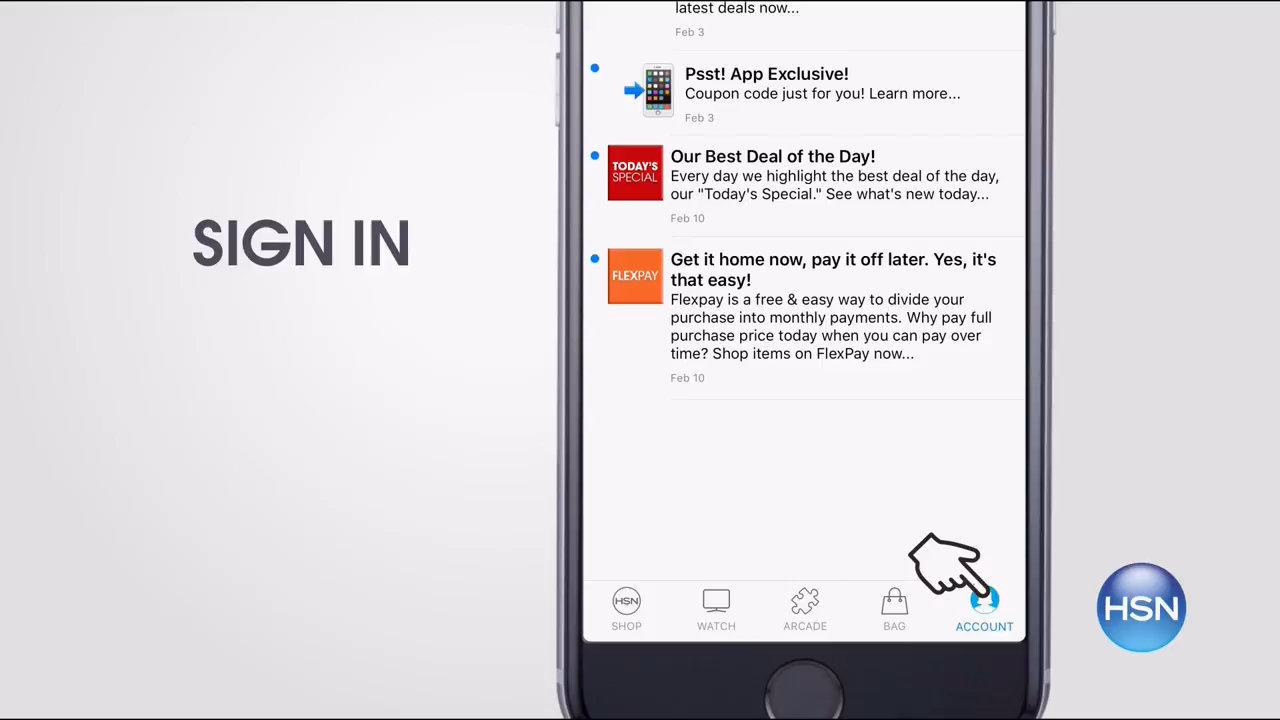 SIGN IN
latest deals now...
Feb 3
Psst! App Exclusive!
Coupon code just for you! Learn more...
Feb 3
TODAY'S
SPECIAL
Our Best Deal of the Day!
Every day we highlight the best deal of the day,
our "Today's Special." See what's new today...
Feb 10
FLEXPAY
Get it home now, pay it off later. Yes, it's
that easy!
Flexpay is a free & easy way to divide your
purchase into monthly payments. Why pay full
purchase price today when you can pay over
time? Shop items on FlexPay now...
Feb 10
HSN
SHOP
WATCH
ARCADE
BAG
ACCOUNT
HSN